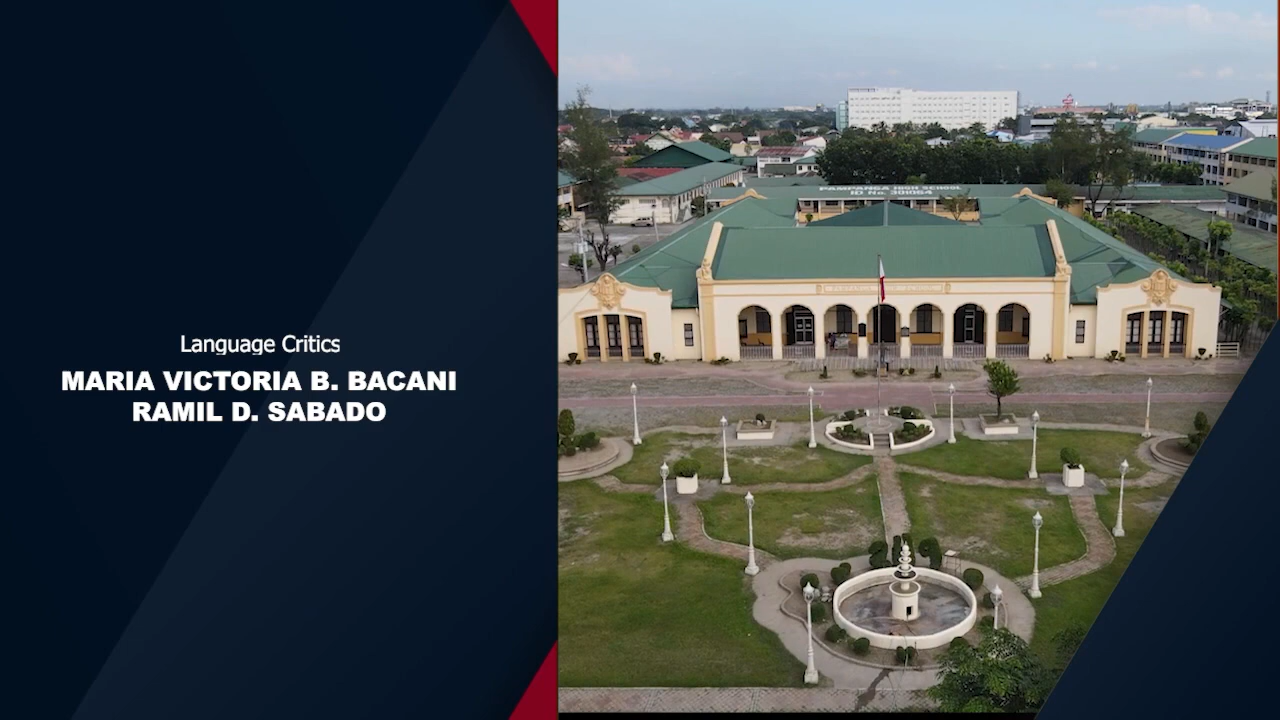 Language Critics
MARIA VICTORIA B. BACANI
RAMIL D. SABADO
PAMPANGA HIGH SCHOOL
ID No. 301064